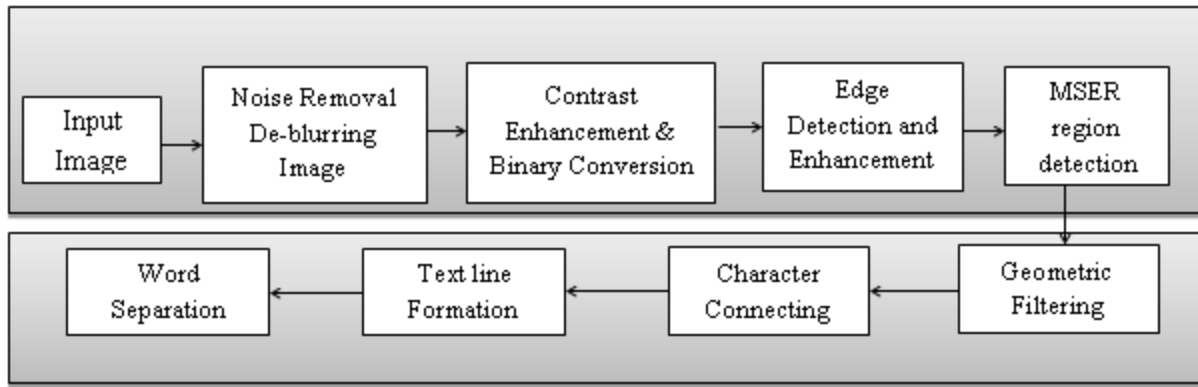 Input
Image
Noise Removal
De-blurring
Image
Contrast
Enhancement &
Binary Conversion
Edge
Detection and
Enhancement
MSER
region
detection
Geometric
Filtering
Character
Connecting
Text line
Formation
Word
Separation